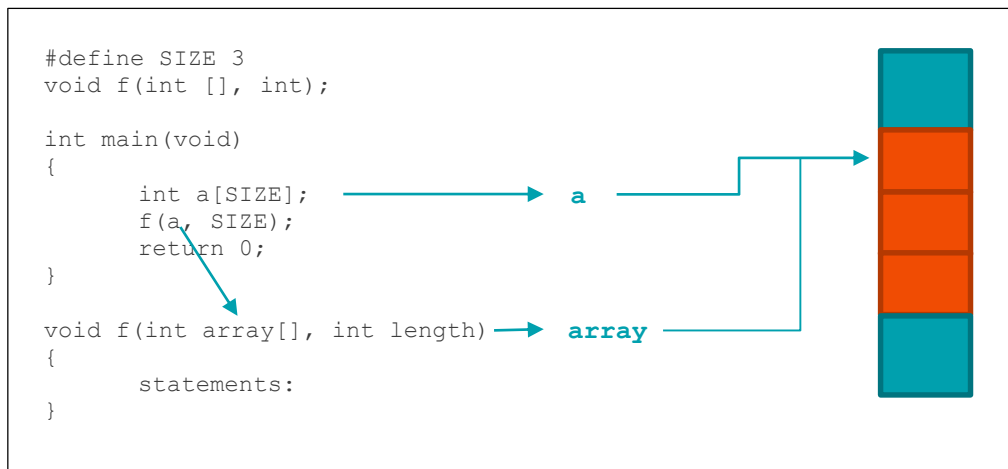 #define SIZE 3
void f(int [], int);
int main(void)
{
int a[SIZE];
a
f(a, SIZE);
return 0;
}
void f(int array[], int length)
array
{
statements:
}